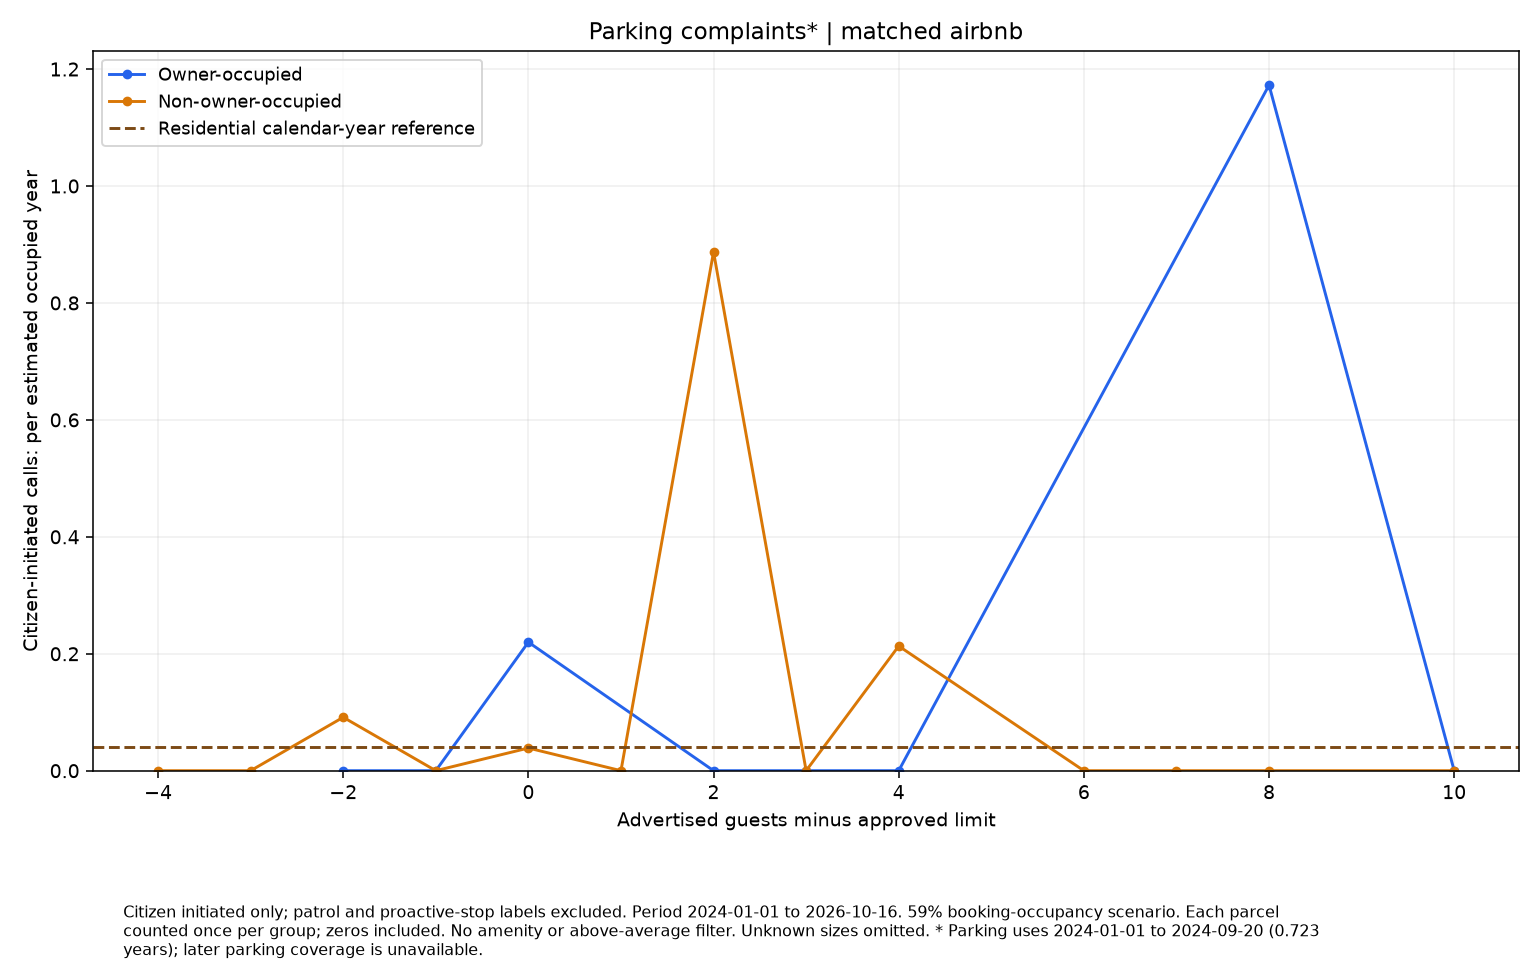 Parking complaints* | matched airbnb
Owner-occupied
Non-owner-occupied
Residential calendar-year reference
Citizen-initiated calls: per estimated occupied year
1.2
1.0
0.8
0.6
0.4
0.2
0.0
−4
−2
0
2
4
6
8
10
Advertised guests minus approved limit
Citizen initiated only; patrol and proactive-stop labels excluded. Period 2024-01-01 to 2026-10-16. 59% booking-occupancy scenario. Each parcel
counted once per group; zeros included. No amenity or above-average filter. Unknown sizes omitted. * Parking uses 2024-01-01 to 2024-09-20 (0.723
years); later parking coverage is unavailable.